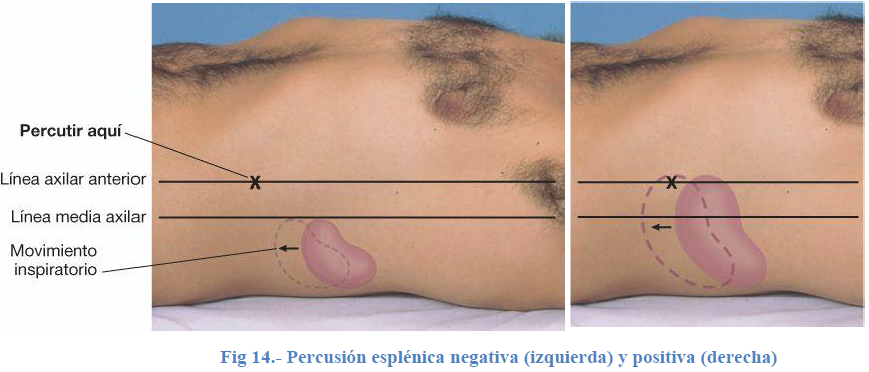 Percutir aquí
Línea axilar anterior
X
X
Línea media axilar
Movimiento
inspiratorio
Fig 14.- Percusión esplénica negativa (izquierda) y positiva (derecha)